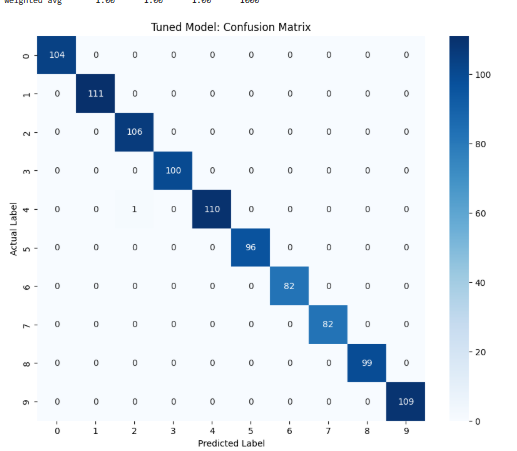 weighted avg 1.00 1.00 1.00 1000
Tuned Model: Confusion Matrix
0 104 0 0 0 0 0 0 0 0 0
1 0 111 0 0 0 0 0 0 0 0
2 0 0 106 0 0 0 0 0 0 0
3 0 0 0 100 0 0 0 0 0 0
4 0 0 1 0 110 0 0 0 0 0
5 0 0 0 0 0 96 0 0 0 0
6 0 0 0 0 0 0 82 0 0 0
7 0 0 0 0 0 0 0 82 0 0
8 0 0 0 0 0 0 0 0 99 0
9 0 0 0 0 0 0 0 0 0 109
Actual Label
0 1 2 3 4 5 6 7 8 9
Predicted Label
100
80
60
40
20
0